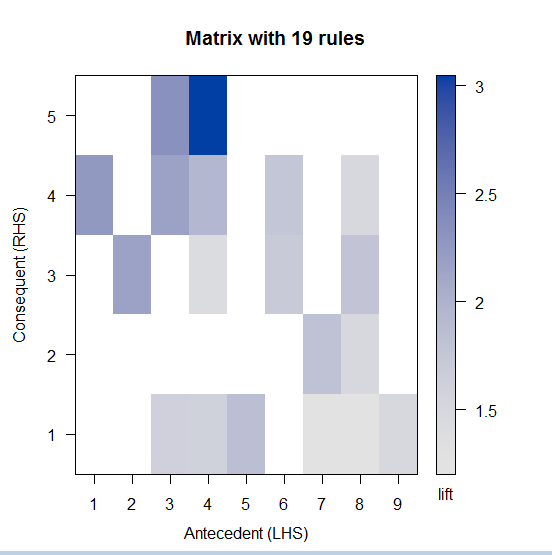 Matrix with 19 rules
Consequent (RHS)
5
4
3
2
1
1 2 3 4 5 6 7 8 9
Antecedent (LHS)
3
2.5
2
1.5
lift